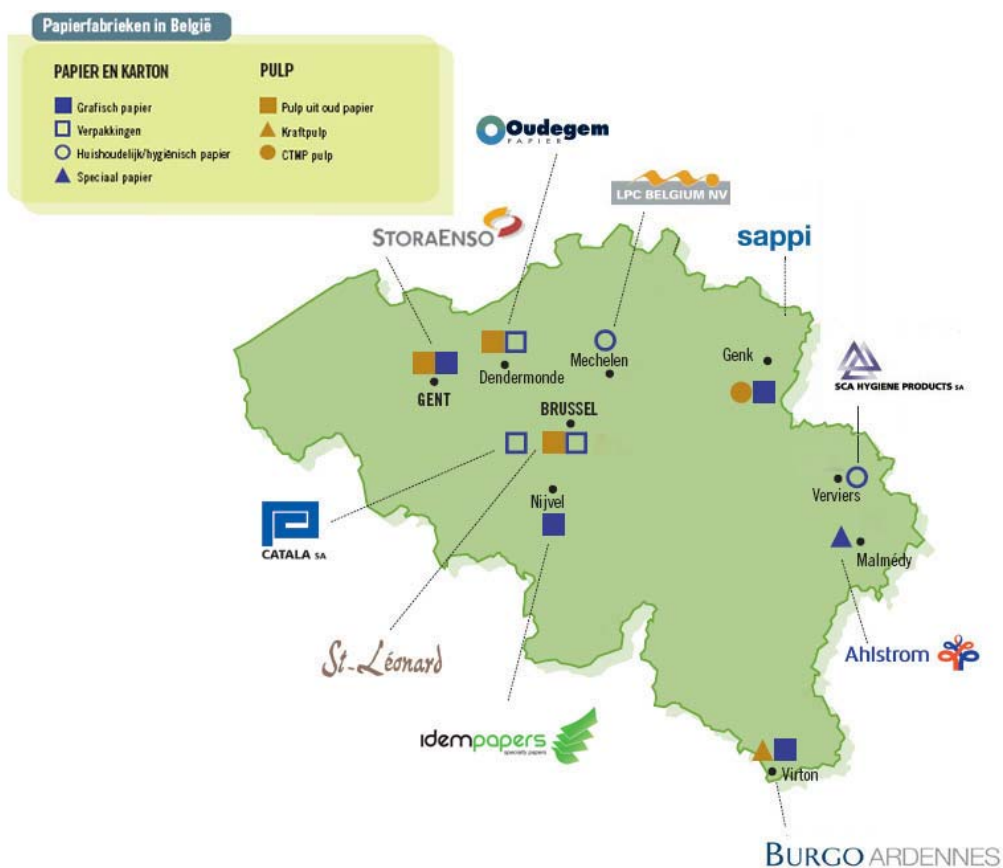 Papierfabrieken in België
PAPIER EN KARTON
Grafisch papier
Verpakkingen
Huishoudelijk/hygiënisch papier
Speciaal papier
PULP
Pulp uit oud papier
Kraftpulp
CTMP pulp
Oudegem
PAPIER
LPC BELGIUM NV
STORAENSO
sappi
Dendermonde
Mechelen
Genk
GENT
SCA HYGIENE PRODUCTS SA
BRUSSEL
Nijvel
Verviers
CATALA SA
Malmédy
St-Léonard
Ahlstrom
idempapers
specialty papers
Virton
BURGO ARDENNES